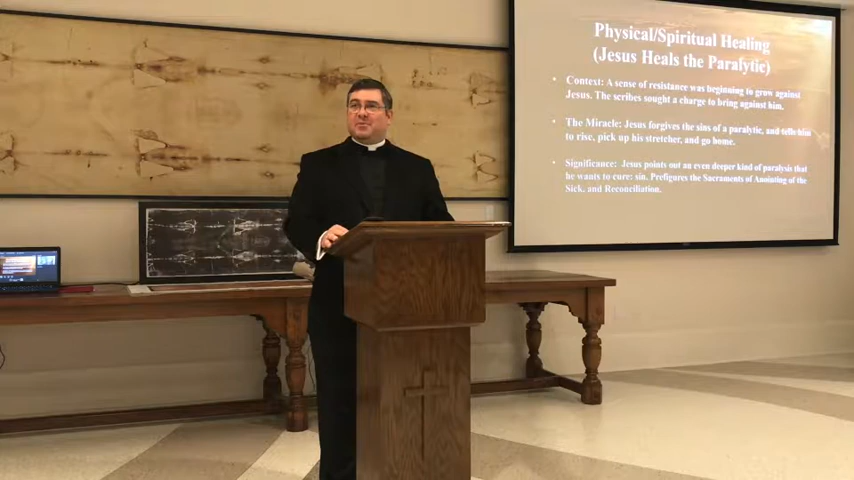 Physical/Spiritual Healing
(Jesus Heals the Paralytic)
• Context: A sense of resistance was beginning to grow against
Jesus. The scribes sought a charge to bring against him.
• The Miracle: Jesus forgives the sins of a paralytic, and tells him
to rise, pick up his stretcher, and go home.
• Significance: Jesus points out an even deeper kind of paralysis that
he wants to cure: sin. Prefigures the Sacraments of Anointing of the
Sick, and Reconciliation.